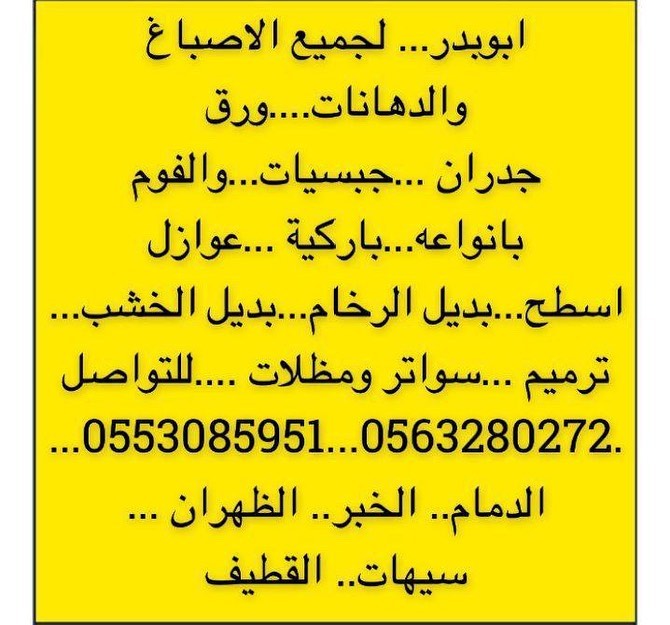 ابوبدر... لجميع الاصباغ
والدهانات....ورق
جدران ...جبسيات...والفوم
بانواعه...باركية ...عوازل
اسطح...بديل الرخام...بديل الخشب...
ترميم ...سواتر ومظلات ....للتواصل
.0563280272...0553085951...
الدمام.. الخبر.. الظهران ...
سيهات.. القطيف